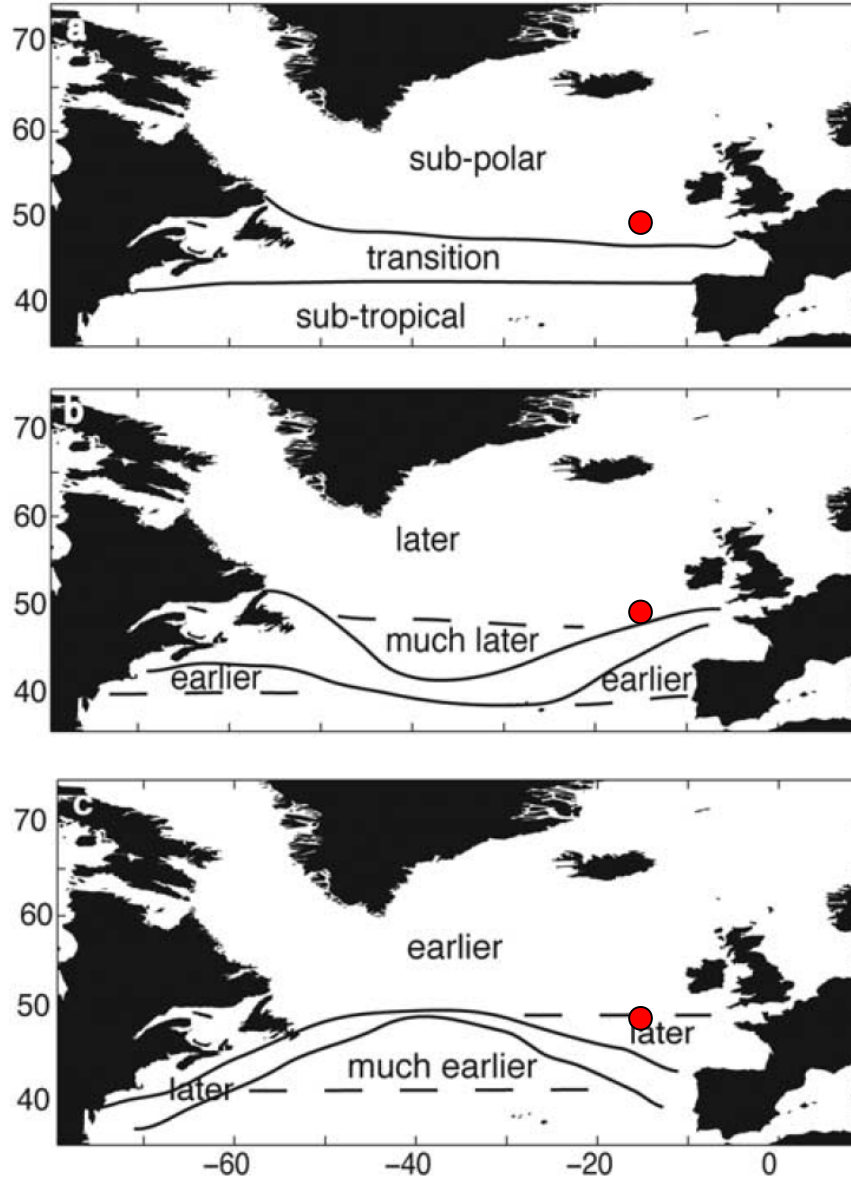 a
70
60
50
40
sub-polar
transition
sub-tropical
b
70
60
50
40
later
much later
earlier
earlier
c
70
60
50
40
earlier
later
much earlier
later
−60
−40
−20
0